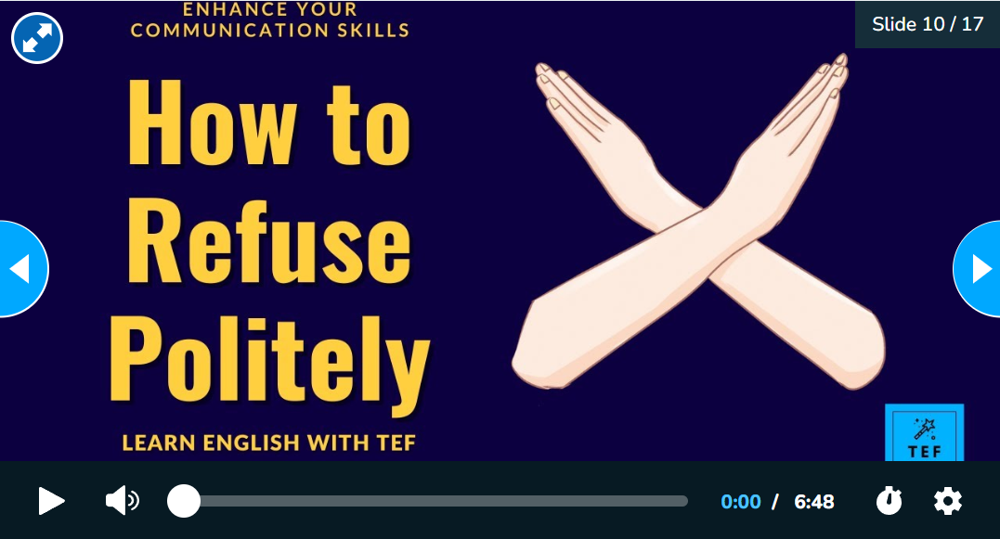 ENHANCE YOUR
COMMUNICATION SKILLS
Slide 10 / 17
How to
Refuse
Politely
LEARN ENGLISH WITH TEF
TEF
0:00 / 6:48